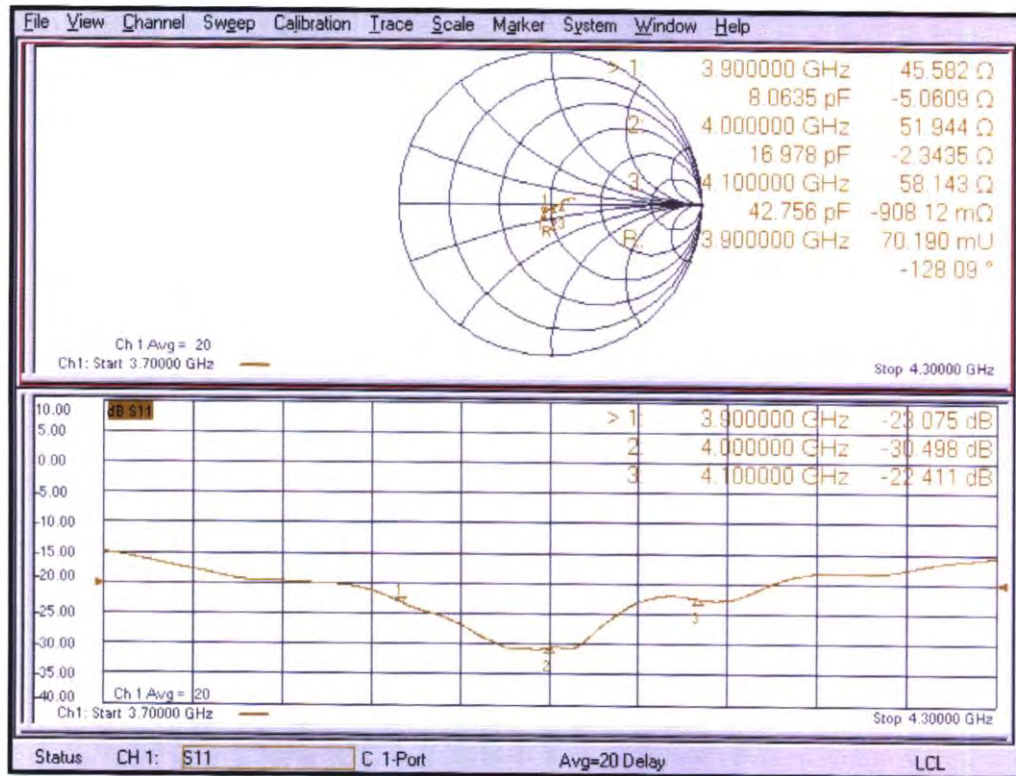 File View Channel Sweep Calibration Trace Scale Marker System Window Help
> 1: 3.900000 GHz 45.582 Ω
8.0635 pF -5.0609 Ω
2: 4.000000 GHz 51.944 Ω
16.978 pF -2.3435 Ω
3: 4.100000 GHz 58.143 Ω
42.756 pF -908.12 mΩ
R: 3.900000 GHz 70.190 mU
-128.09 °
1
2 3
R
Ch 1 Avg = 20
Ch1: Start 3.70000 GHz
Stop 4.30000 GHz
10.00 dB S11
5.00
0.00
-5.00
-10.00
-15.00
-20.00
-25.00
-30.00
-35.00
-40.00
> 1: 3.900000 GHz -23.075 dB
2: 4.000000 GHz -30.498 dB
3: 4.100000 GHz -22.411 dB
1
2
3
Ch 1 Avg = 20
Ch1: Start 3.70000 GHz
Stop 4.30000 GHz
Status CH 1: S11 C 1-Port Avg=20 Delay LCL